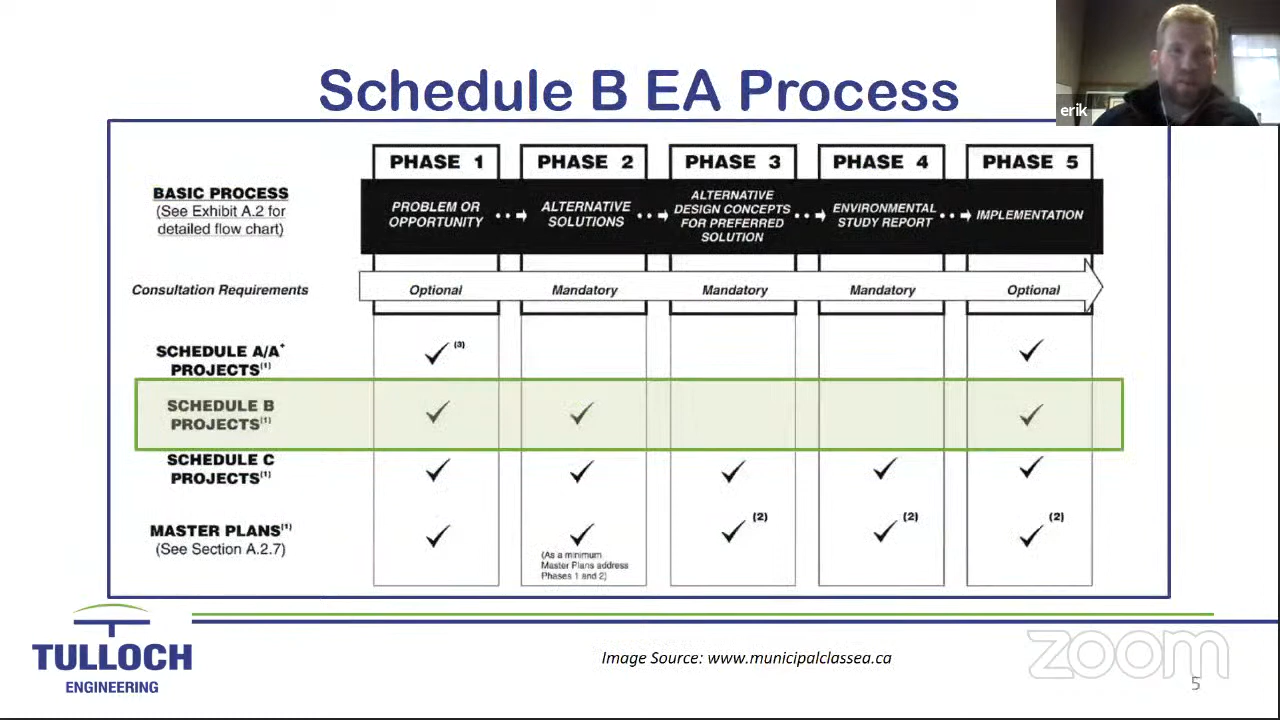 Schedule B EA Process
erik
PHASE 1
PHASE 2
PHASE 3
PHASE 4
PHASE 5
BASIC PROCESS
(See Exhibit A.2 for
detailed flow chart)
PROBLEM OR
OPPORTUNITY
ALTERNATIVE
SOLUTIONS
ALTERNATIVE
DESIGN CONCEPTS
FOR PREFERRED
SOLUTION
ENVIRONMENTAL
STUDY REPORT
IMPLEMENTATION
Consultation Requirements
Optional
Mandatory
Mandatory
Mandatory
Optional
SCHEDULE A/A+
PROJECTS(1)
(3)
SCHEDULE B
PROJECTS(1)
SCHEDULE C
PROJECTS(1)
MASTER PLANS(1)
(See Section A.2.7)
(As a minimum
Master Plans address
Phases 1 and 2)
(2)
(2)
(2)
TULLOCH
ENGINEERING
Image Source: www.municipalclassea.ca
zoom
5